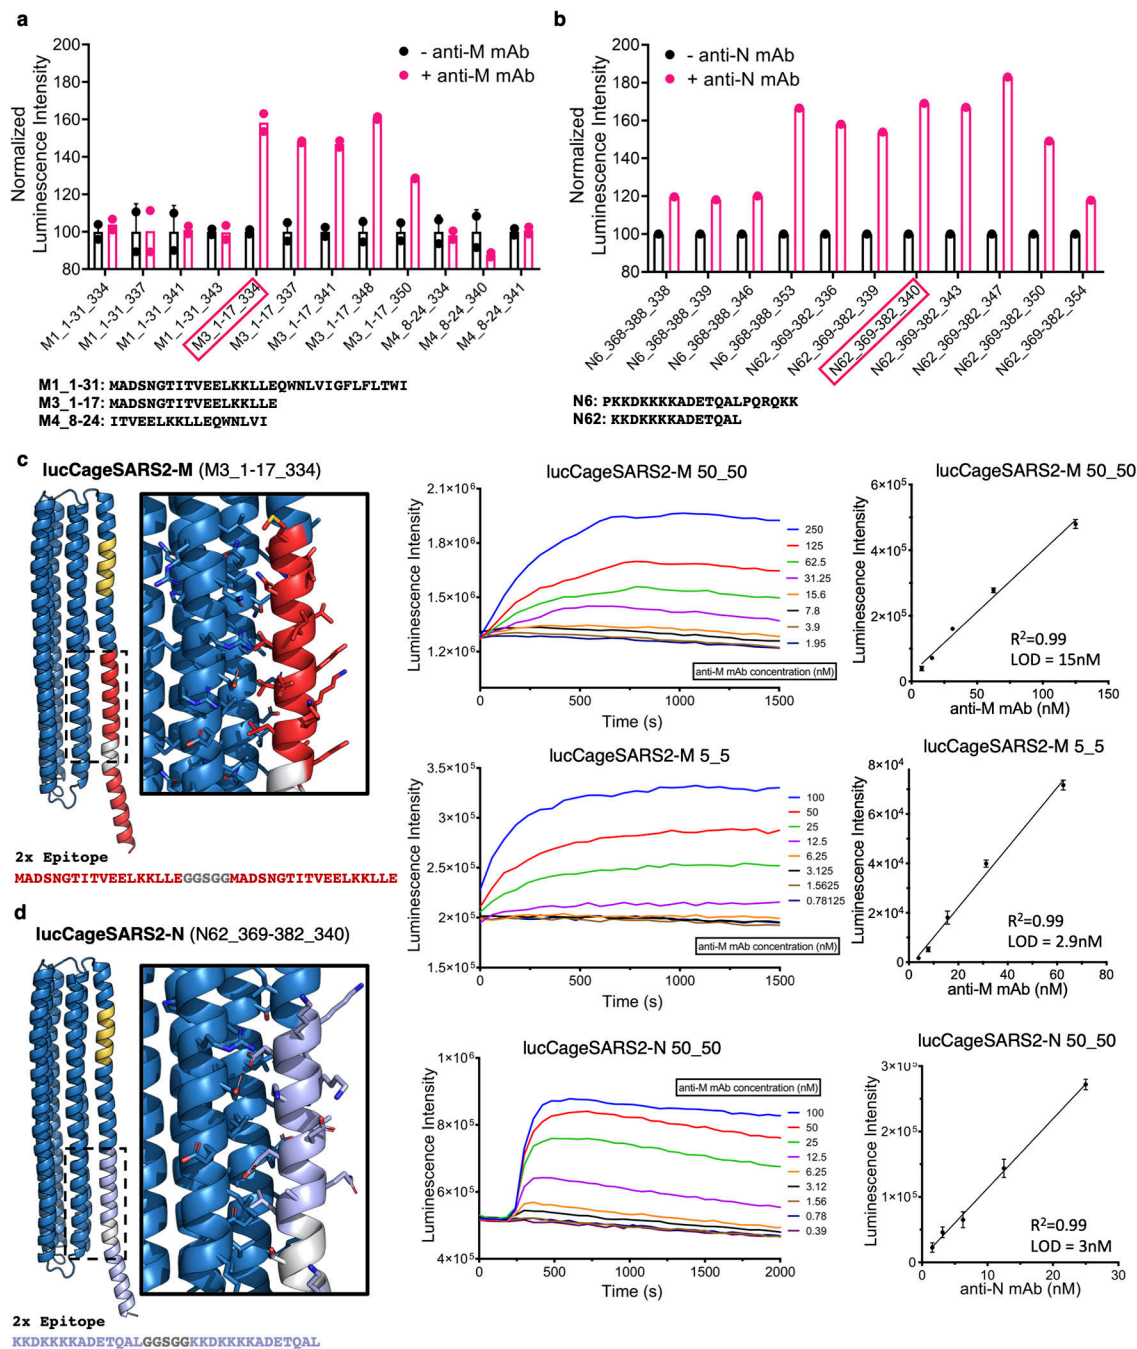 a
200
180
160
140
120
100
80
Normalized
Luminescence Intensity
- anti-M mAb
+ anti-M mAb
M1_1-31_334
M1_1-31_337
M1_1-31_341
M1_1-31_343
M3_1-17_334
M3_1-17_337
M3_1-17_341
M3_1-17_348
M3_1-17_350
M4_8-24_334
M4_8-24_340
M4_8-24_341
M1_1-31: MADSNGTITVEELKKLLEQWNLVIGFLFLTWI
M3_1-17: MADSNGTITVEELKKLLE
M4_8-24: ITVEELKKLLEQWNLVI
b
200
180
160
140
120
100
80
Normalized
Luminescence Intensity
- anti-N mAb
+ anti-N mAb
N6_368-388_338
N6_368-388_339
N6_368-388_346
N6_368-388_353
N62_369-382_336
N62_369-382_339
N62_369-382_340
N62_369-382_343
N62_369-382_347
N62_369-382_350
N62_369-382_354
N6: PKKDKKKKADETQALPQRQKK
N62: KKDKKKKADETQAL
c
lucCageSARS2-M (M3_1-17_334)
2x Epitope
MADSNGTITVEELKKLLEGGSGGMADSNGTITVEELKKLLE
lucCageSARS2-M 50_50
2.1×10⁶
1.8×10⁶
1.5×10⁶
1.2×10⁶
Luminescence Intensity
250
125
62.5
31.25
15.6
7.8
3.9
1.95
anti-M mAb concentration (nM)
0
500
1000
1500
Time (s)
lucCageSARS2-M 50_50
6×10⁵
4×10⁵
2×10⁵
0
Luminescence Intensity
R²=0.99
LOD = 15nM
0
50
100
150
anti-M mAb (nM)
lucCageSARS2-M 5_5
3.5×10⁵
3×10⁵
2.5×10⁵
2×10⁵
1.5×10⁵
Luminescence Intensity
100
50
25
12.5
6.25
3.125
1.5625
0.78125
anti-M mAb concentration (nM)
0
500
1000
1500
Time (s)
lucCageSARS2-M 5_5
8×10⁴
6×10⁴
4×10⁴
2×10⁴
0
Luminescence Intensity
R²=0.99
LOD = 2.9nM
0
20
40
60
80
anti-M mAb (nM)
d
lucCageSARS2-N (N62_369-382_340)
2x Epitope
KKDKKKKADETQALGGSGGKKDKKKKADETQAL
lucCageSARS2-N 50_50
1×10⁶
8×10⁵
6×10⁵
4×10⁵
Luminescence Intensity
anti-M mAb concentration (nM)
100
50
25
12.5
6.25
3.12
1.56
0.78
0.39
0
500
1000
1500
2000
Time (s)
lucCageSARS2-N 50_50
3×10⁵
2×10⁵
1×10⁵
0
Luminescence Intensity
R²=0.99
LOD = 3nM
0
10
20
30
anti-N mAb (nM)